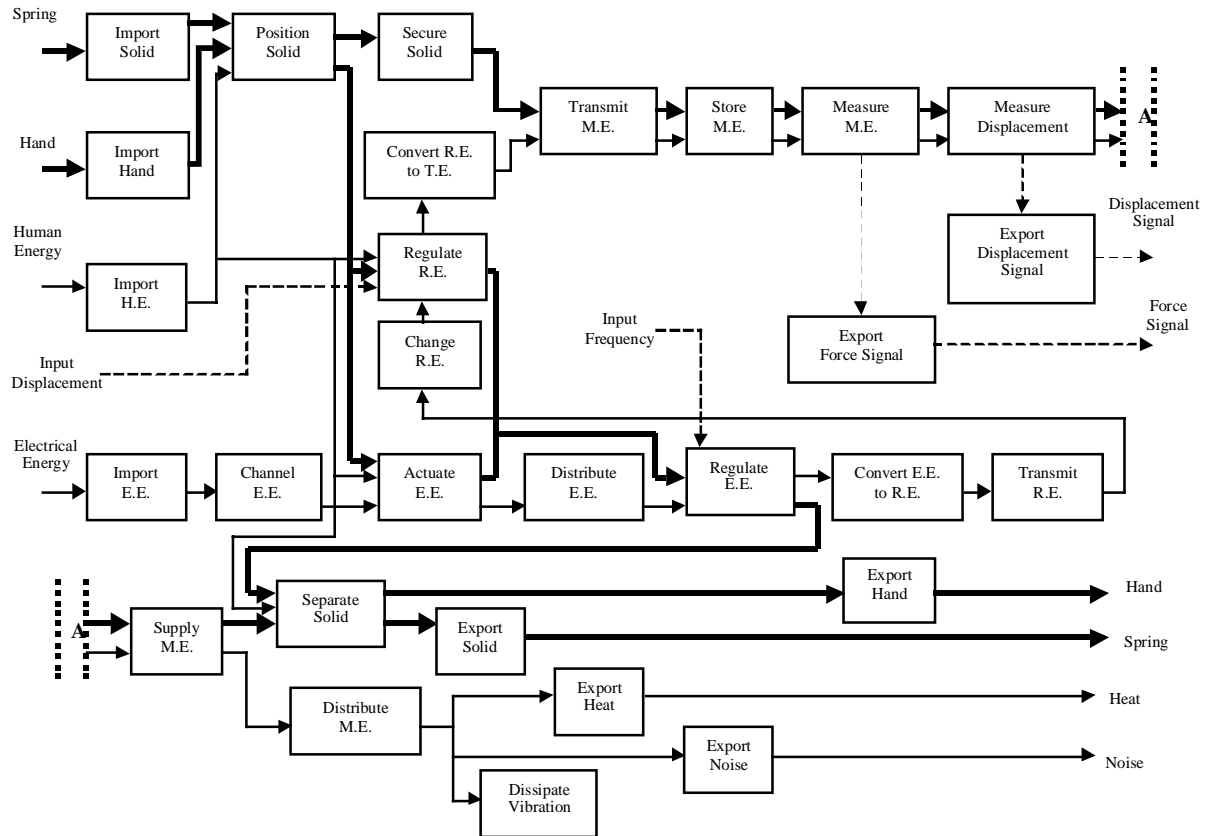 Spring
Import
Solid
Position
Solid
Secure
Solid
Transmit
M.E.
Store
M.E.
Measure
M.E.
Measure
Displacement
A
Hand
Import
Hand
Convert R.E.
to T.E.
Displacement
Signal
Human
Energy
Import
H.E.
Regulate
R.E.
Export
Displacement
Signal
Input
Displacement
Change
R.E.
Input
Frequency
Export
Force Signal
Force
Signal
Electrical
Energy
Import
E.E.
Channel
E.E.
Actuate
E.E.
Distribute
E.E.
Regulate
E.E.
Convert E.E.
to R.E.
Transmit
R.E.
A
Supply
M.E.
Separate
Solid
Export
Solid
Export
Hand
Hand
Spring
Distribute
M.E.
Export
Heat
Heat
Export
Noise
Noise
Dissipate
Vibration